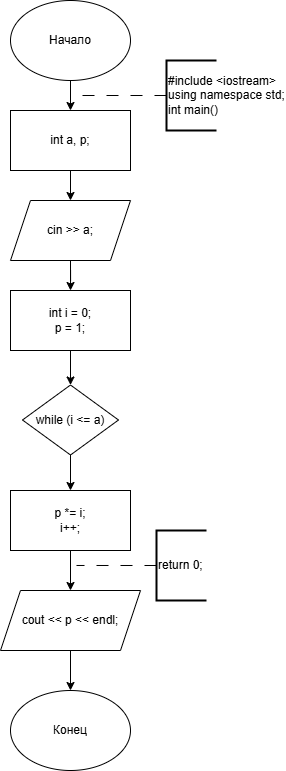 Начало
#include <iostream>
using namespace std;
int main()
int a, p;
cin >> a;
int i = 0;
p = 1;
while (i <= a)
p *= i;
i++;
return 0;
cout << p << endl;
Конец